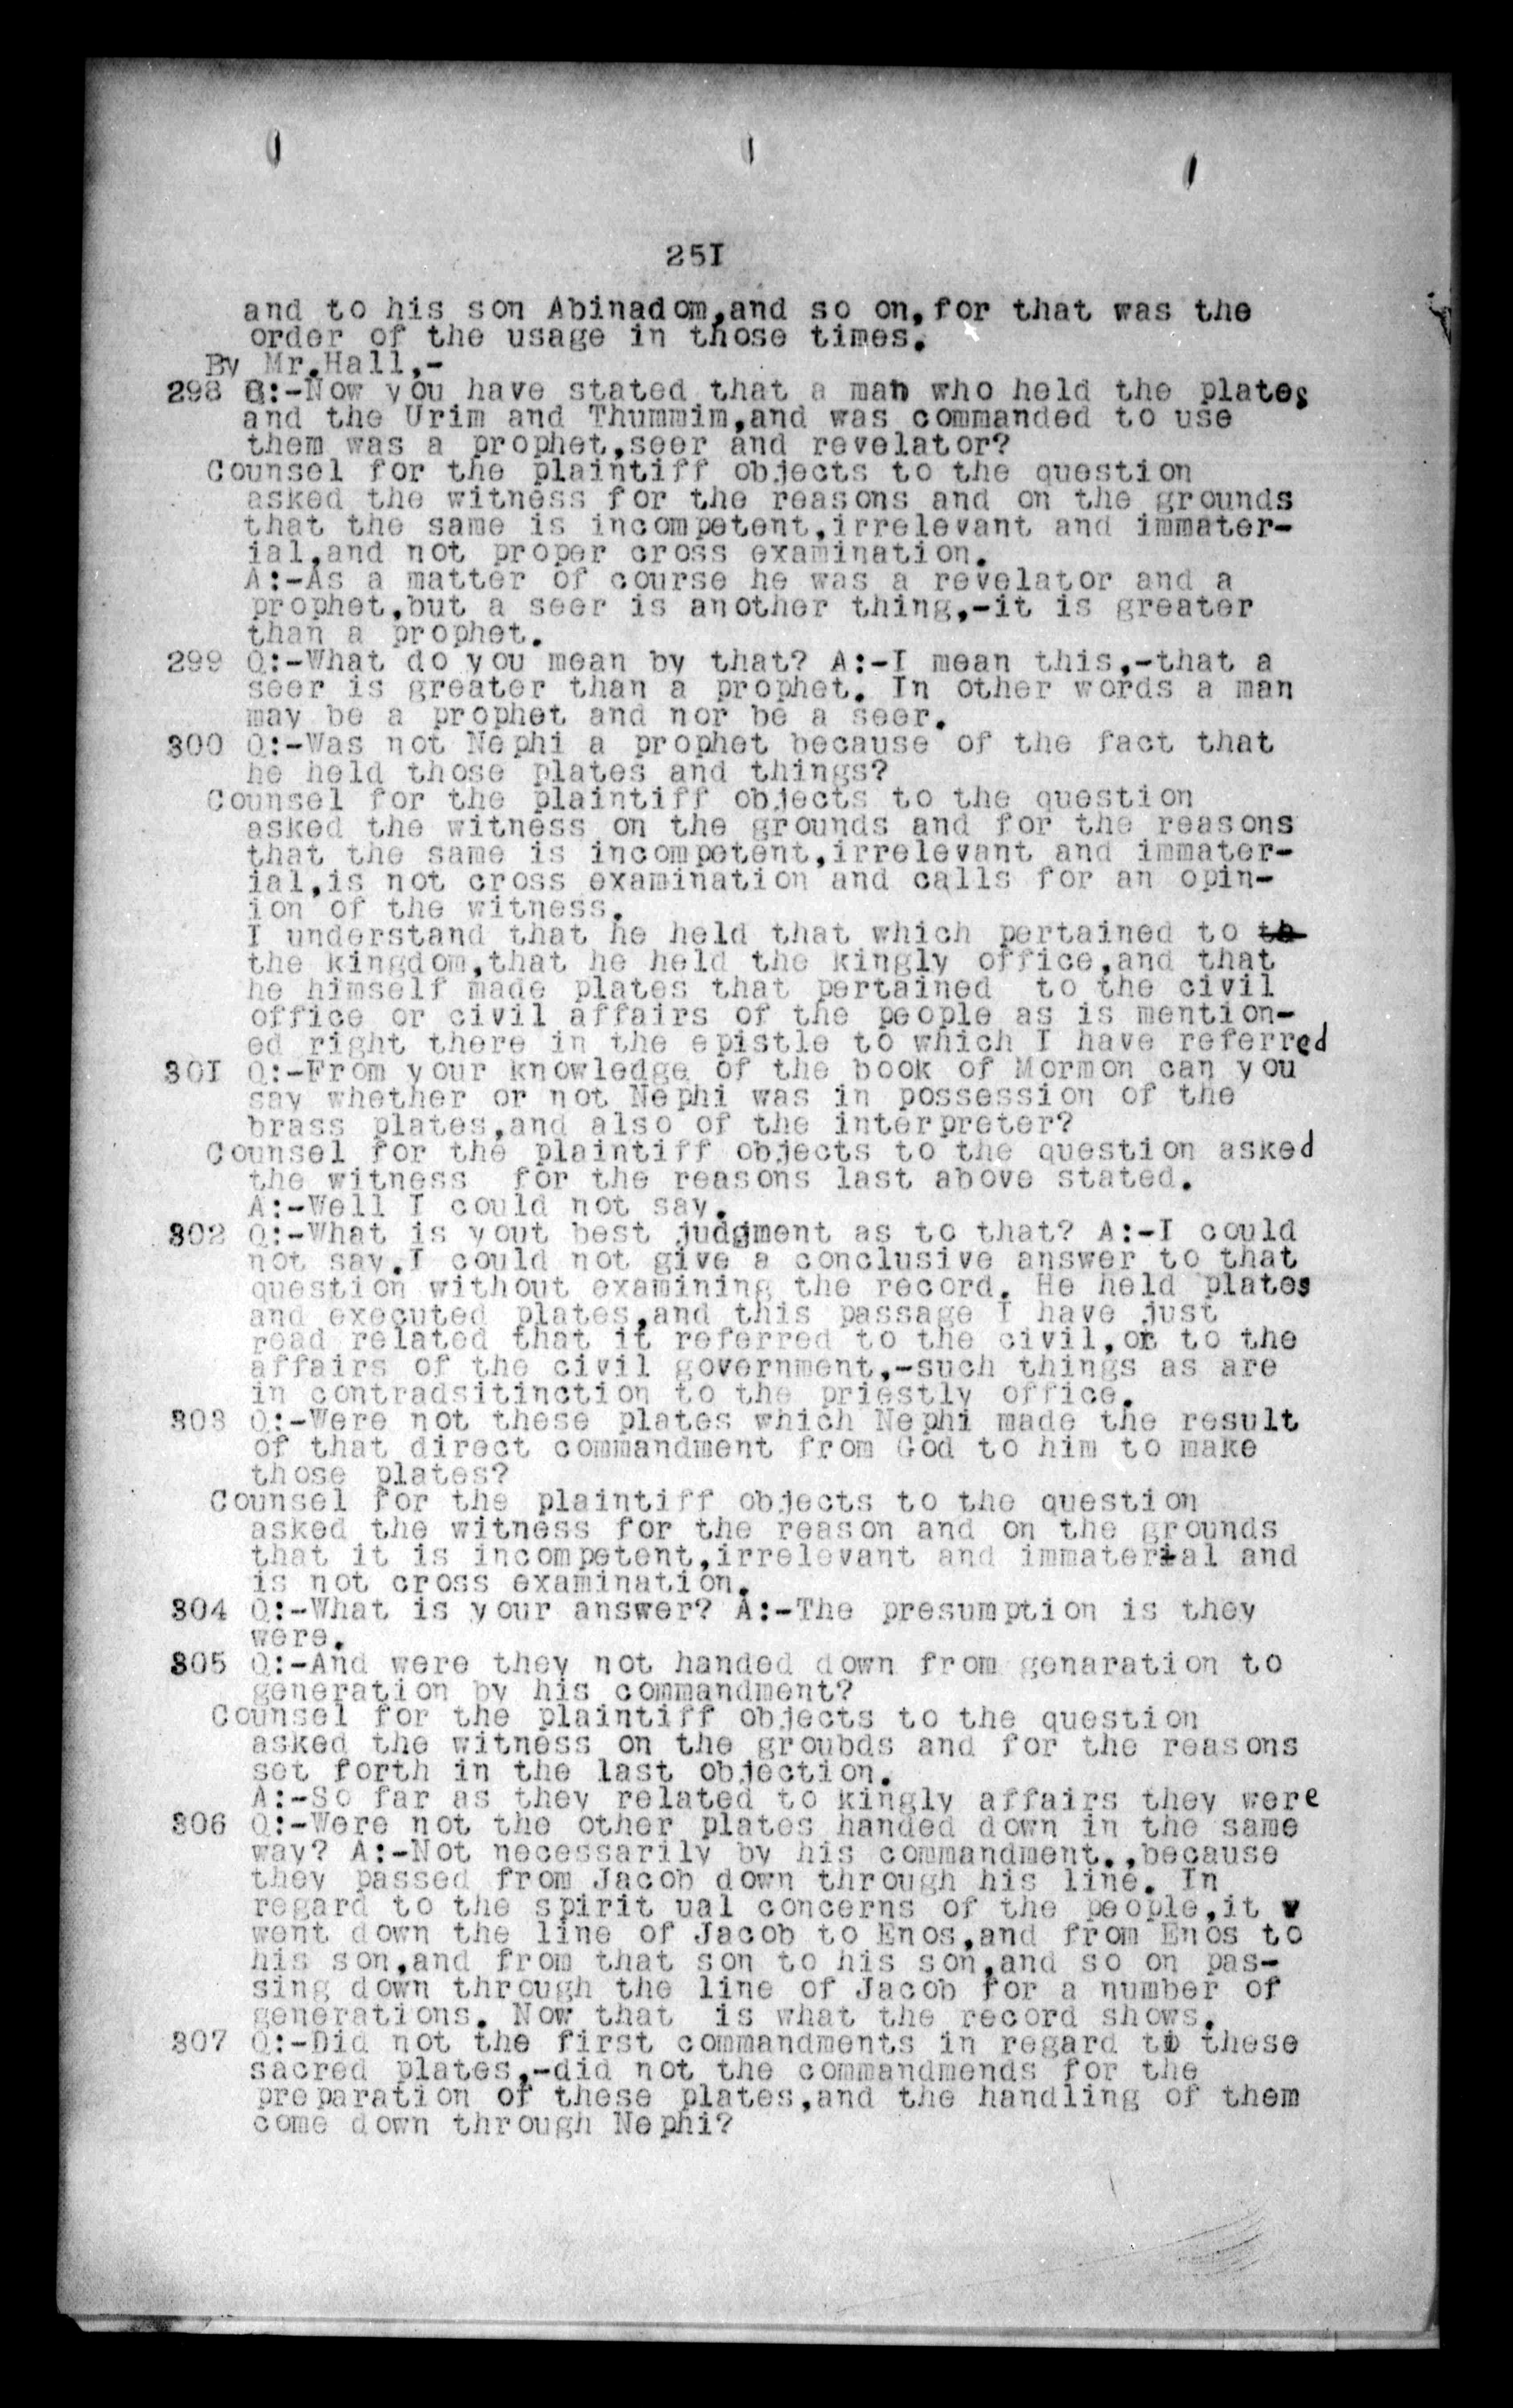 251
and to his son Abinadom,and so on,for that was the
order of the usage in those times.
By Mr.Hall,-
298 Q:-Now you have stated that a man who held the plates
and the Urim and Thummim,and was commanded to use
them was a prophet,seer and revelator?
Counsel for the plaintiff objects to the question
asked the witness for the reasons and on the grounds
that the same is incompetent,irrelevant and immater-
ial,and not proper cross examination.
A:-As a matter of course he was a revelator and a
prophet,but a seer is another thing,-it is greater
than a prophet.
299 Q:-What do you mean by that? A:-I mean this,-that a
seer is greater than a prophet. In other words a man
may be a prophet and nor be a seer.
300 Q:-Was not Nephi a prophet because of the fact that
he held those plates and things?
Counsel for the plaintiff objects to the question
asked the witness on the grounds and for the reasons
that the same is incompetent,irrelevant and immater-
ial,is not cross examination and calls for an opin-
ion of the witness.
I understand that he held that which pertained to th
the kingdom,that he held the kingly office,and that
he himself made plates that pertained to the civil
office or civil affairs of the people as is mention-
ed right there in the epistle to which I have referred
301 Q:-From your knowledge of the book of Mormon can you
say whether or not Nephi was in possession of the
brass plates,and also of the interpreter?
Counsel for the plaintiff objects to the question asked
the witness for the reasons last above stated.
A:-Well I could not say.
302 Q:-What is yout best judgment as to that? A:-I could
not say.I could not give a conclusive answer to that
question without examining the record. He held plates
and executed plates,and this passage I have just
read related that it referred to the civil,or to the
affairs of the civil government,-such things as are
in contradsitinction to the priestly office.
303 Q:-Were not these plates which Nephi made the result
of that direct commandment from God to him to make
those plates?
Counsel for the plaintiff objects to the question
asked the witness for the reason and on the grounds
that it is incompetent,irrelevant and immaterial and
is not cross examination.
304 Q:-What is your answer? A:-The presumption is they
were.
305 Q:-And were they not handed down from genaration to
generation by his commandment?
Counsel for the plaintiff objects to the question
asked the witness on the groubds and for the reasons
set forth in the last objection.
A:-So far as they related to kingly affairs they were
306 Q:-Were not the other plates handed down in the same
way? A:-Not necessarily by his commandment.,because
they passed from Jacob down through his line. In
regard to the spirit ual concerns of the people,it w
went down the line of Jacob to Enos,and from Enos to
his son,and from that son to his son,and so on pas-
sing down through the line of Jacob for a number of
generations. Now that is what the record shows.
307 Q:-Did not the first commandments in regard to these
sacred plates,-did not the commandmends for the
preparation of these plates,and the handling of them
come down through Nephi?